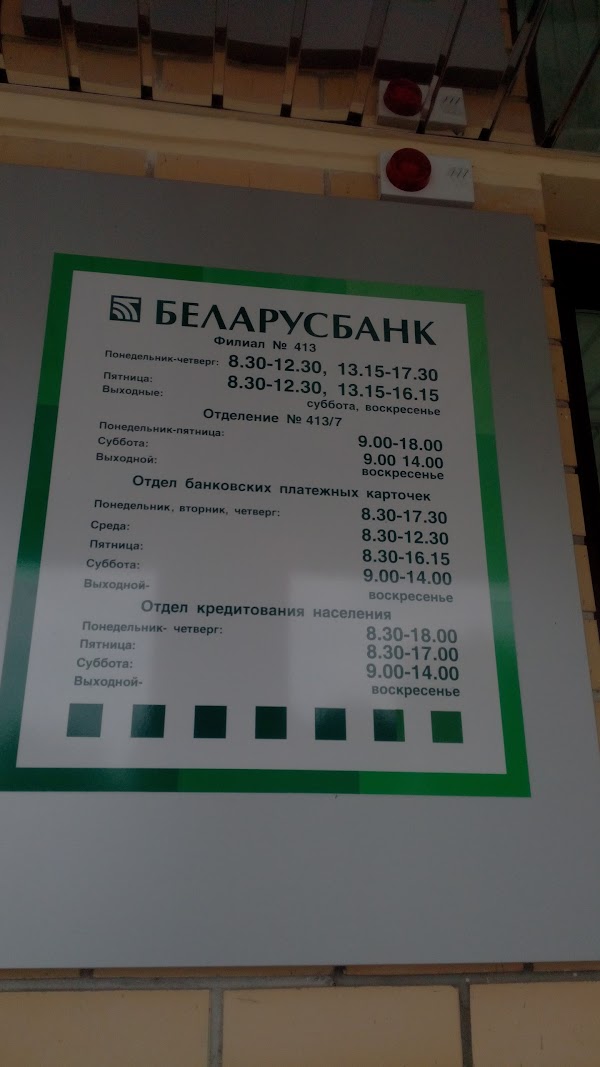 БЕЛАРУСБАНК
Филиал № 413
Понедельник-четверг: 8.30-12.30, 13.15-17.30
Пятница: 8.30-12.30, 13.15-16.15
Выходные: суббота, воскресенье
Отделение № 413/7
Понедельник-пятница: 9.00-18.00
Суббота: 9.00 14.00
Выходной: воскресенье
Отдел банковских платежных карточек
Понедельник, вторник, четверг: 8.30-17.30
Среда: 8.30-12.30
Пятница: 8.30-16.15
Суббота: 9.00-14.00
Выходной- воскресенье
Отдел кредитования населения
Понедельник- четверг: 8.30-18.00
Пятница: 8.30-17.00
Суббота: 9.00-14.00
Выходной- воскресенье